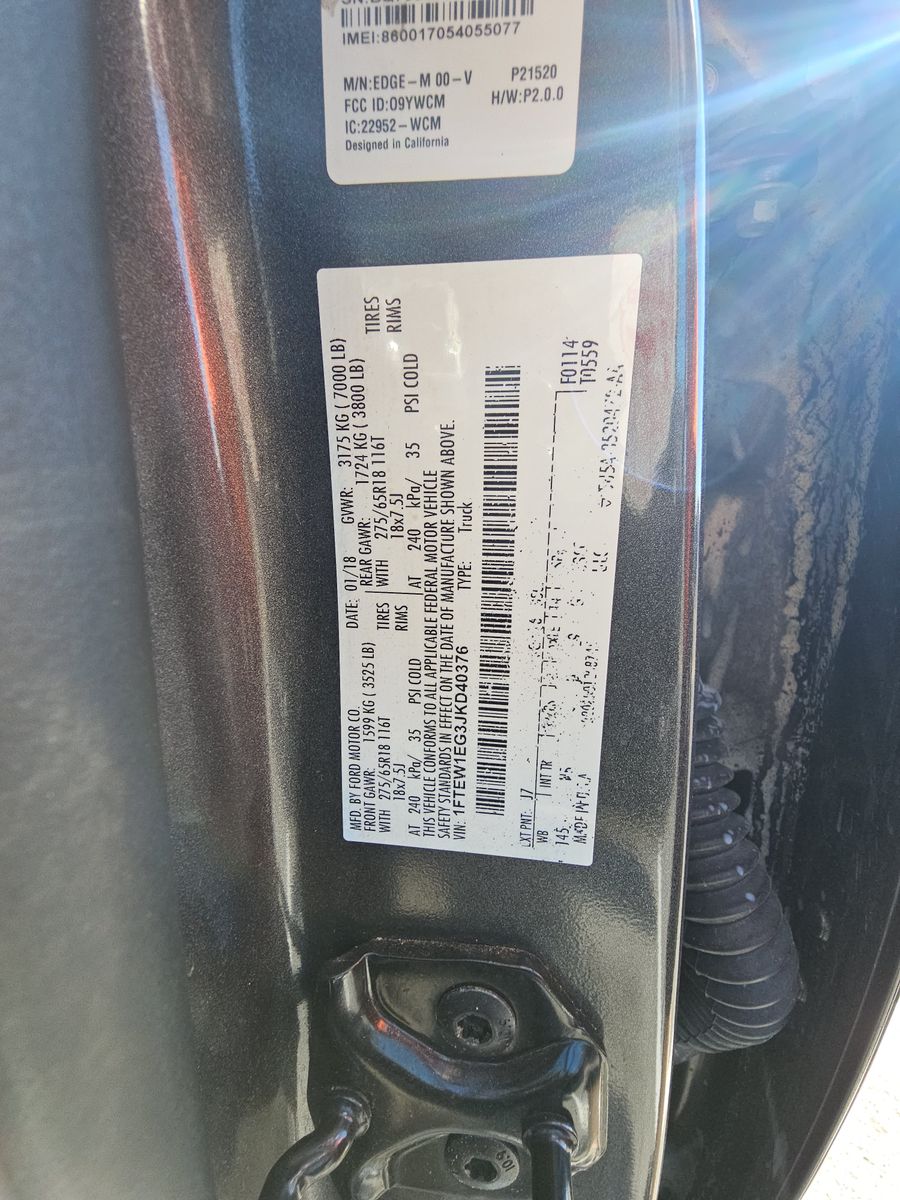 IMEI:860017054055077
M/N:EDGE-M 00-V P21520
FCC ID:O9YWCM H/W:P2.0.0
IC:22952-WCM
Designed in California
MFD. BY FORD MOTOR CO. DATE: 01/18 GVWR: 3175 KG ( 7000 LB)
FRONT GAWR: 1599 KG ( 3525 LB) REAR GAWR: 1724 KG ( 3800 LB)
WITH 275/65R18 116T TIRES WITH 275/65R18 116T TIRES
18x7.5J RIMS 18x7.5J RIMS
AT 240 kPa/ 35 PSI COLD AT 240 kPa/ 35 PSI COLD
THIS VEHICLE CONFORMS TO ALL APPLICABLE FEDERAL MOTOR VEHICLE
SAFETY STANDARDS IN EFFECT ON THE DATE OF MANUFACTURE SHOWN ABOVE.
VIN: 1FTEW1EG3JKD40376 TYPE: Truck
EXT PNT: J7 F0114
T0559
WB INT TR
145
10.9